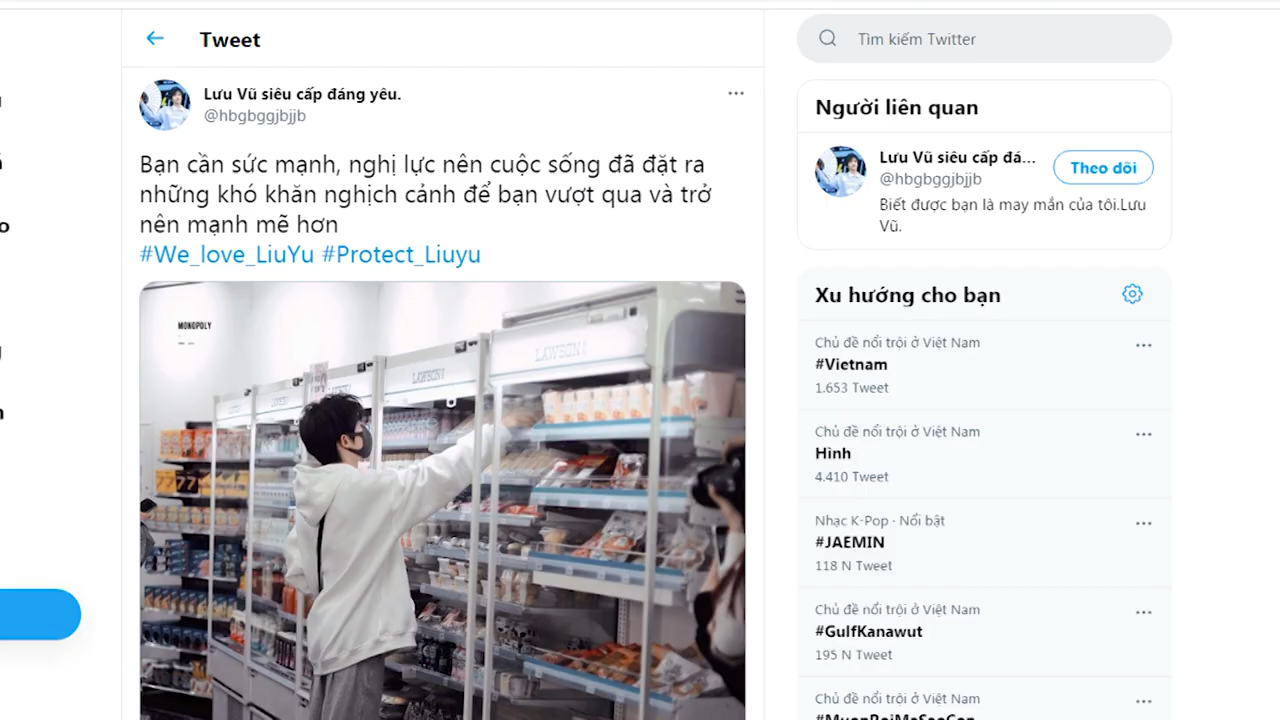 Tweet
Lưu Vũ siêu cấp đáng yêu.
@hbgbggjbjjb
Bạn cần sức mạnh, nghị lực nên cuộc sống đã đặt ra
những khó khăn nghịch cảnh để bạn vượt qua và trở
nên mạnh mẽ hơn
#We_love_LiuYu #Protect_Liuyu
MONOPOLY
LAWSON
LAWSON
Tìm kiếm Twitter
Người liên quan
Lưu Vũ siêu cấp đá...
@hbgbggjbjjb
Theo dõi
Biết được bạn là may mắn của tôi.Lưu
Vũ.
Xu hướng cho bạn
Chủ đề nổi trội ở Việt Nam
#Vietnam
1.653 Tweet
Chủ đề nổi trội ở Việt Nam
Hình
4.410 Tweet
Nhạc K-Pop · Nổi bật
#JAEMIN
118 N Tweet
Chủ đề nổi trội ở Việt Nam
#GulfKanawut
195 N Tweet
Chủ đề nổi trội ở Việt Nam